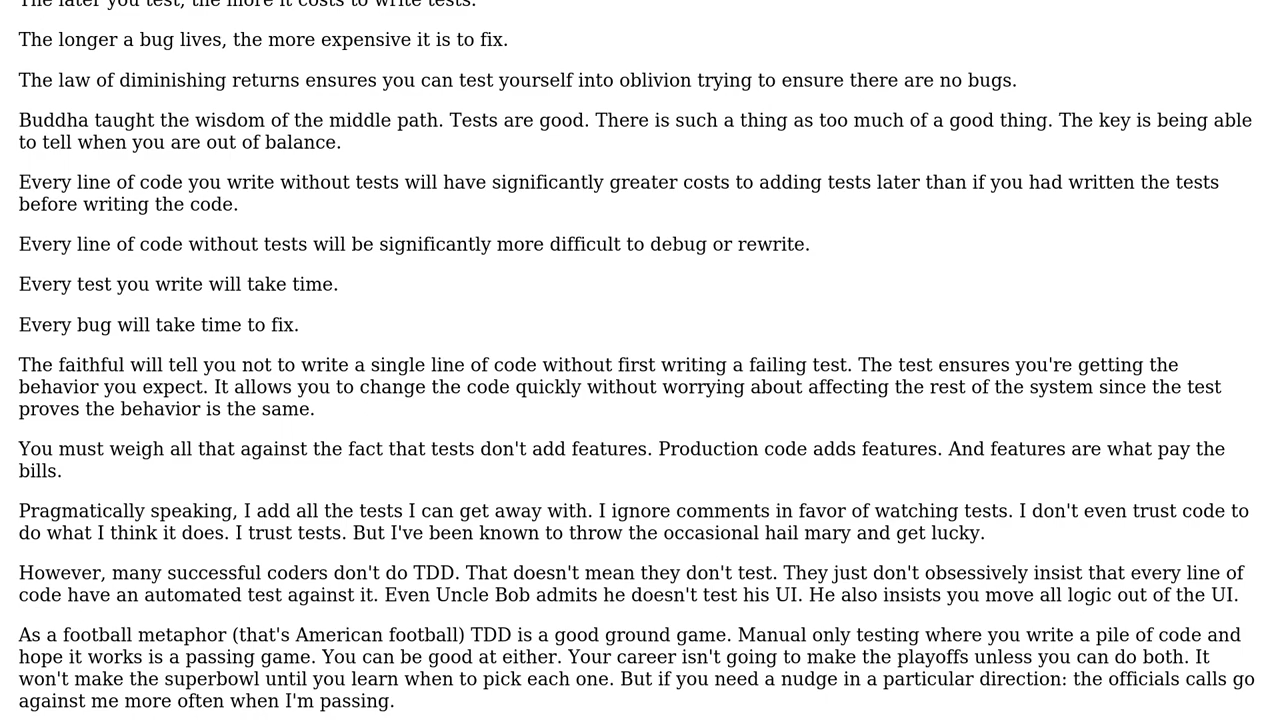 The later you test, the more it costs to write tests.
The longer a bug lives, the more expensive it is to fix.
The law of diminishing returns ensures you can test yourself into oblivion trying to ensure there are no bugs.
Buddha taught the wisdom of the middle path. Tests are good. There is such a thing as too much of a good thing. The key is being able
to tell when you are out of balance.
Every line of code you write without tests will have significantly greater costs to adding tests later than if you had written the tests
before writing the code.
Every line of code without tests will be significantly more difficult to debug or rewrite.
Every test you write will take time.
Every bug will take time to fix.
The faithful will tell you not to write a single line of code without first writing a failing test. The test ensures you're getting the
behavior you expect. It allows you to change the code quickly without worrying about affecting the rest of the system since the test
proves the behavior is the same.
You must weigh all that against the fact that tests don't add features. Production code adds features. And features are what pay the
bills.
Pragmatically speaking, I add all the tests I can get away with. I ignore comments in favor of watching tests. I don't even trust code to
do what I think it does. I trust tests. But I've been known to throw the occasional hail mary and get lucky.
However, many successful coders don't do TDD. That doesn't mean they don't test. They just don't obsessively insist that every line of
code have an automated test against it. Even Uncle Bob admits he doesn't test his UI. He also insists you move all logic out of the UI.
As a football metaphor (that's American football) TDD is a good ground game. Manual only testing where you write a pile of code and
hope it works is a passing game. You can be good at either. Your career isn't going to make the playoffs unless you can do both. It
won't make the superbowl until you learn when to pick each one. But if you need a nudge in a particular direction: the officials calls go
against me more often when I'm passing.